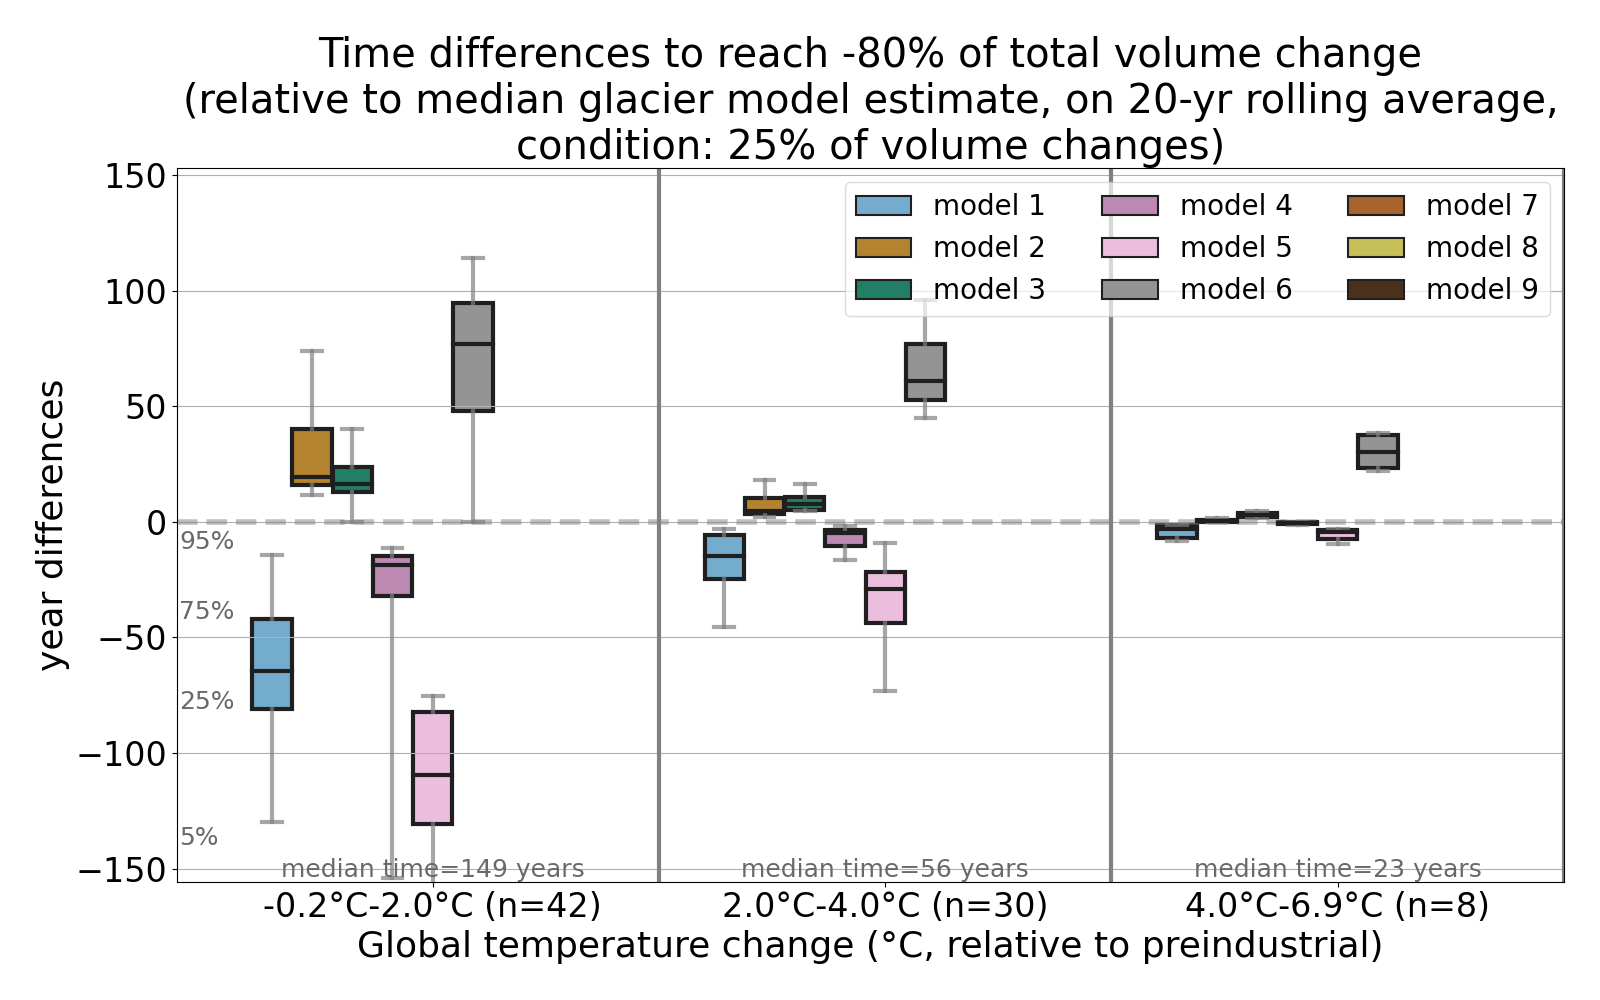 Time differences to reach -80% of total volume change
(relative to median glacier model estimate, on 20-yr rolling average,
condition: 25% of volume changes)
150
100
50
0
−50
−100
−150
year differences
model 1
model 2
model 3
model 4
model 5
model 6
model 7
model 8
model 9
95%
75%
25%
5%
median time=149 years
median time=56 years
median time=23 years
-0.2°C-2.0°C (n=42)
2.0°C-4.0°C (n=30)
4.0°C-6.9°C (n=8)
Global temperature change (°C, relative to preindustrial)